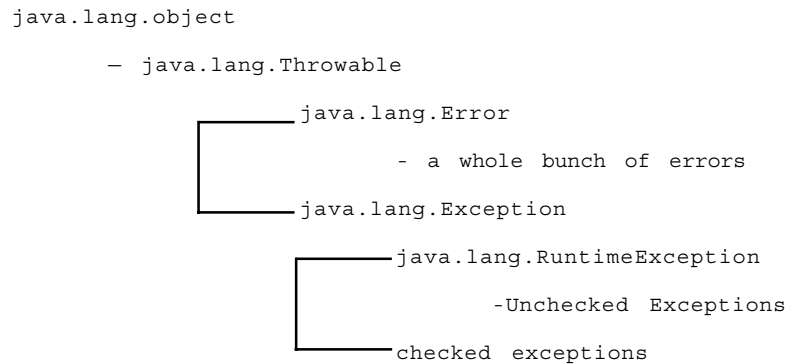 java.lang.object
– java.lang.Throwable
java.lang.Error
- a whole bunch of errors
java.lang.Exception
java.lang.RuntimeException
-Unchecked Exceptions
checked exceptions